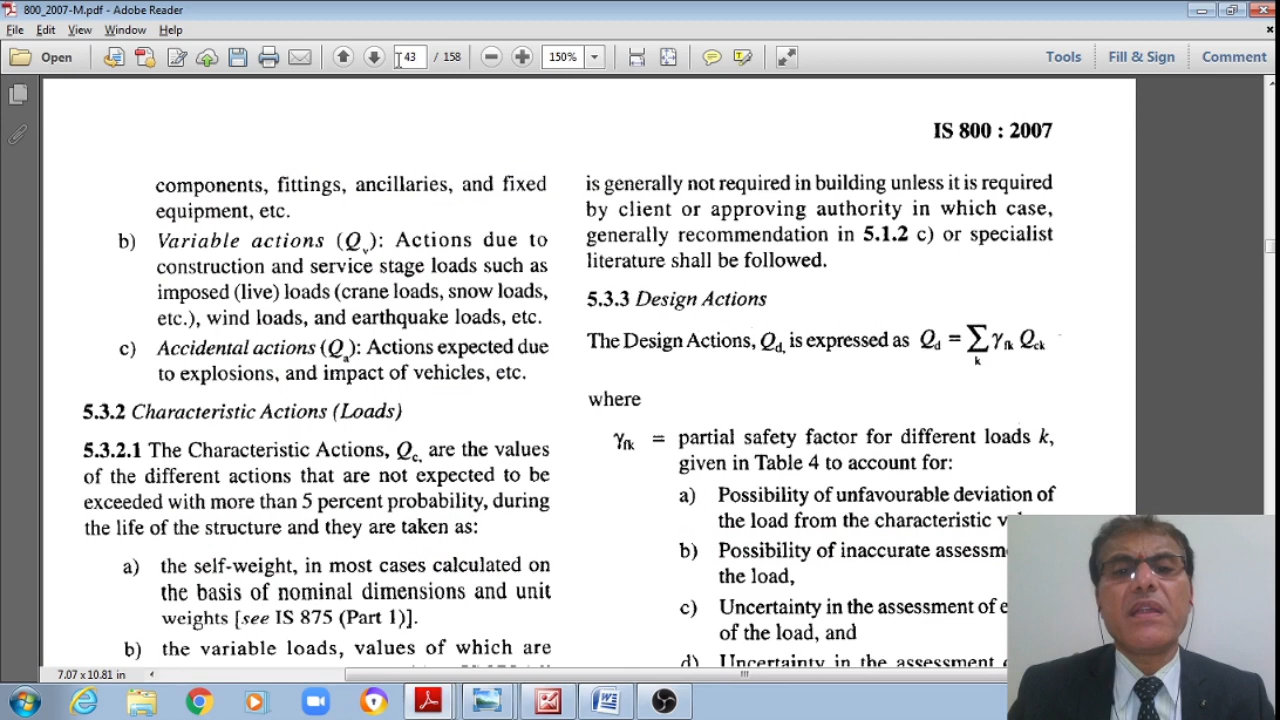 800_2007-M.pdf - Adobe Reader
File Edit View Window Help
Open 43 / 158 150% Tools Fill & Sign Comment
IS 800 : 2007
components, fittings, ancillaries, and fixed
equipment, etc.
b) Variable actions (Qv): Actions due to
construction and service stage loads such as
imposed (live) loads (crane loads, snow loads,
etc.), wind loads, and earthquake loads, etc.
c) Accidental actions (Qa): Actions expected due
to explosions, and impact of vehicles, etc.
5.3.2 Characteristic Actions (Loads)
5.3.2.1 The Characteristic Actions, Qc, are the values
of the different actions that are not expected to be
exceeded with more than 5 percent probability, during
the life of the structure and they are taken as:
a) the self-weight, in most cases calculated on
the basis of nominal dimensions and unit
weights [see IS 875 (Part 1)].
b) the variable loads, values of which are
is generally not required in building unless it is required
by client or approving authority in which case,
generally recommendation in 5.1.2 c) or specialist
literature shall be followed.
5.3.3 Design Actions
The Design Actions, Qd, is expressed as Qd = ∑k γfk Qck
where
γfk = partial safety factor for different loads k,
given in Table 4 to account for:
a) Possibility of unfavourable deviation of
the load from the characteristic
b) Possibility of inaccurate
the load,
c) Uncertainty in the assessment of
of the load, and
d) Uncertainty in the assessment
7.07 x 10.81 in